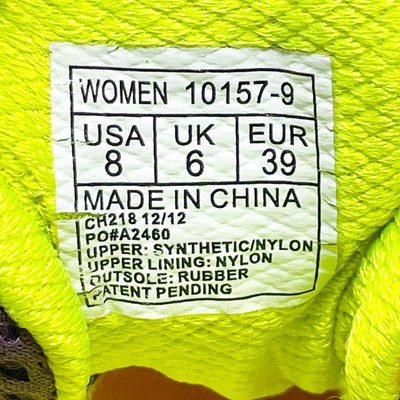 WOMEN 10157-9
USA UK EUR
8 6 39
MADE IN CHINA
CH218 12/12
PO#A2460
UPPER: SYNTHETIC/NYLON
UPPER LINING: NYLON
OUTSOLE: RUBBER
PATENT PENDING